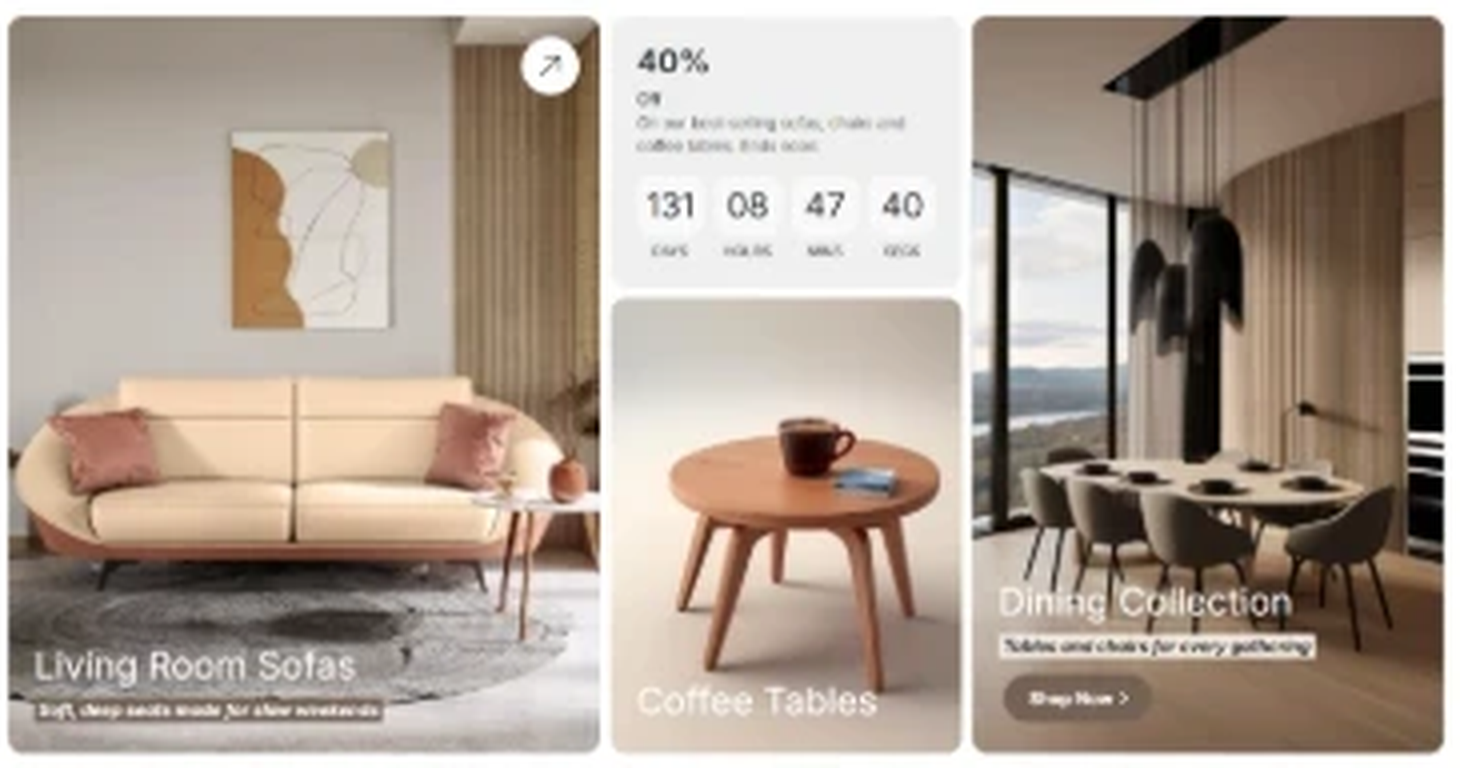 Living Room Sofas
Soft, deep seats made for slow weekends
40%
Off
On our best-selling sofas, chairs and
coffee tables. Ends soon.
131 08 47 40
DAYS HOURS MINS SECS
Coffee Tables
Dining Collection
Tables and chairs for every gathering
Shop Now >